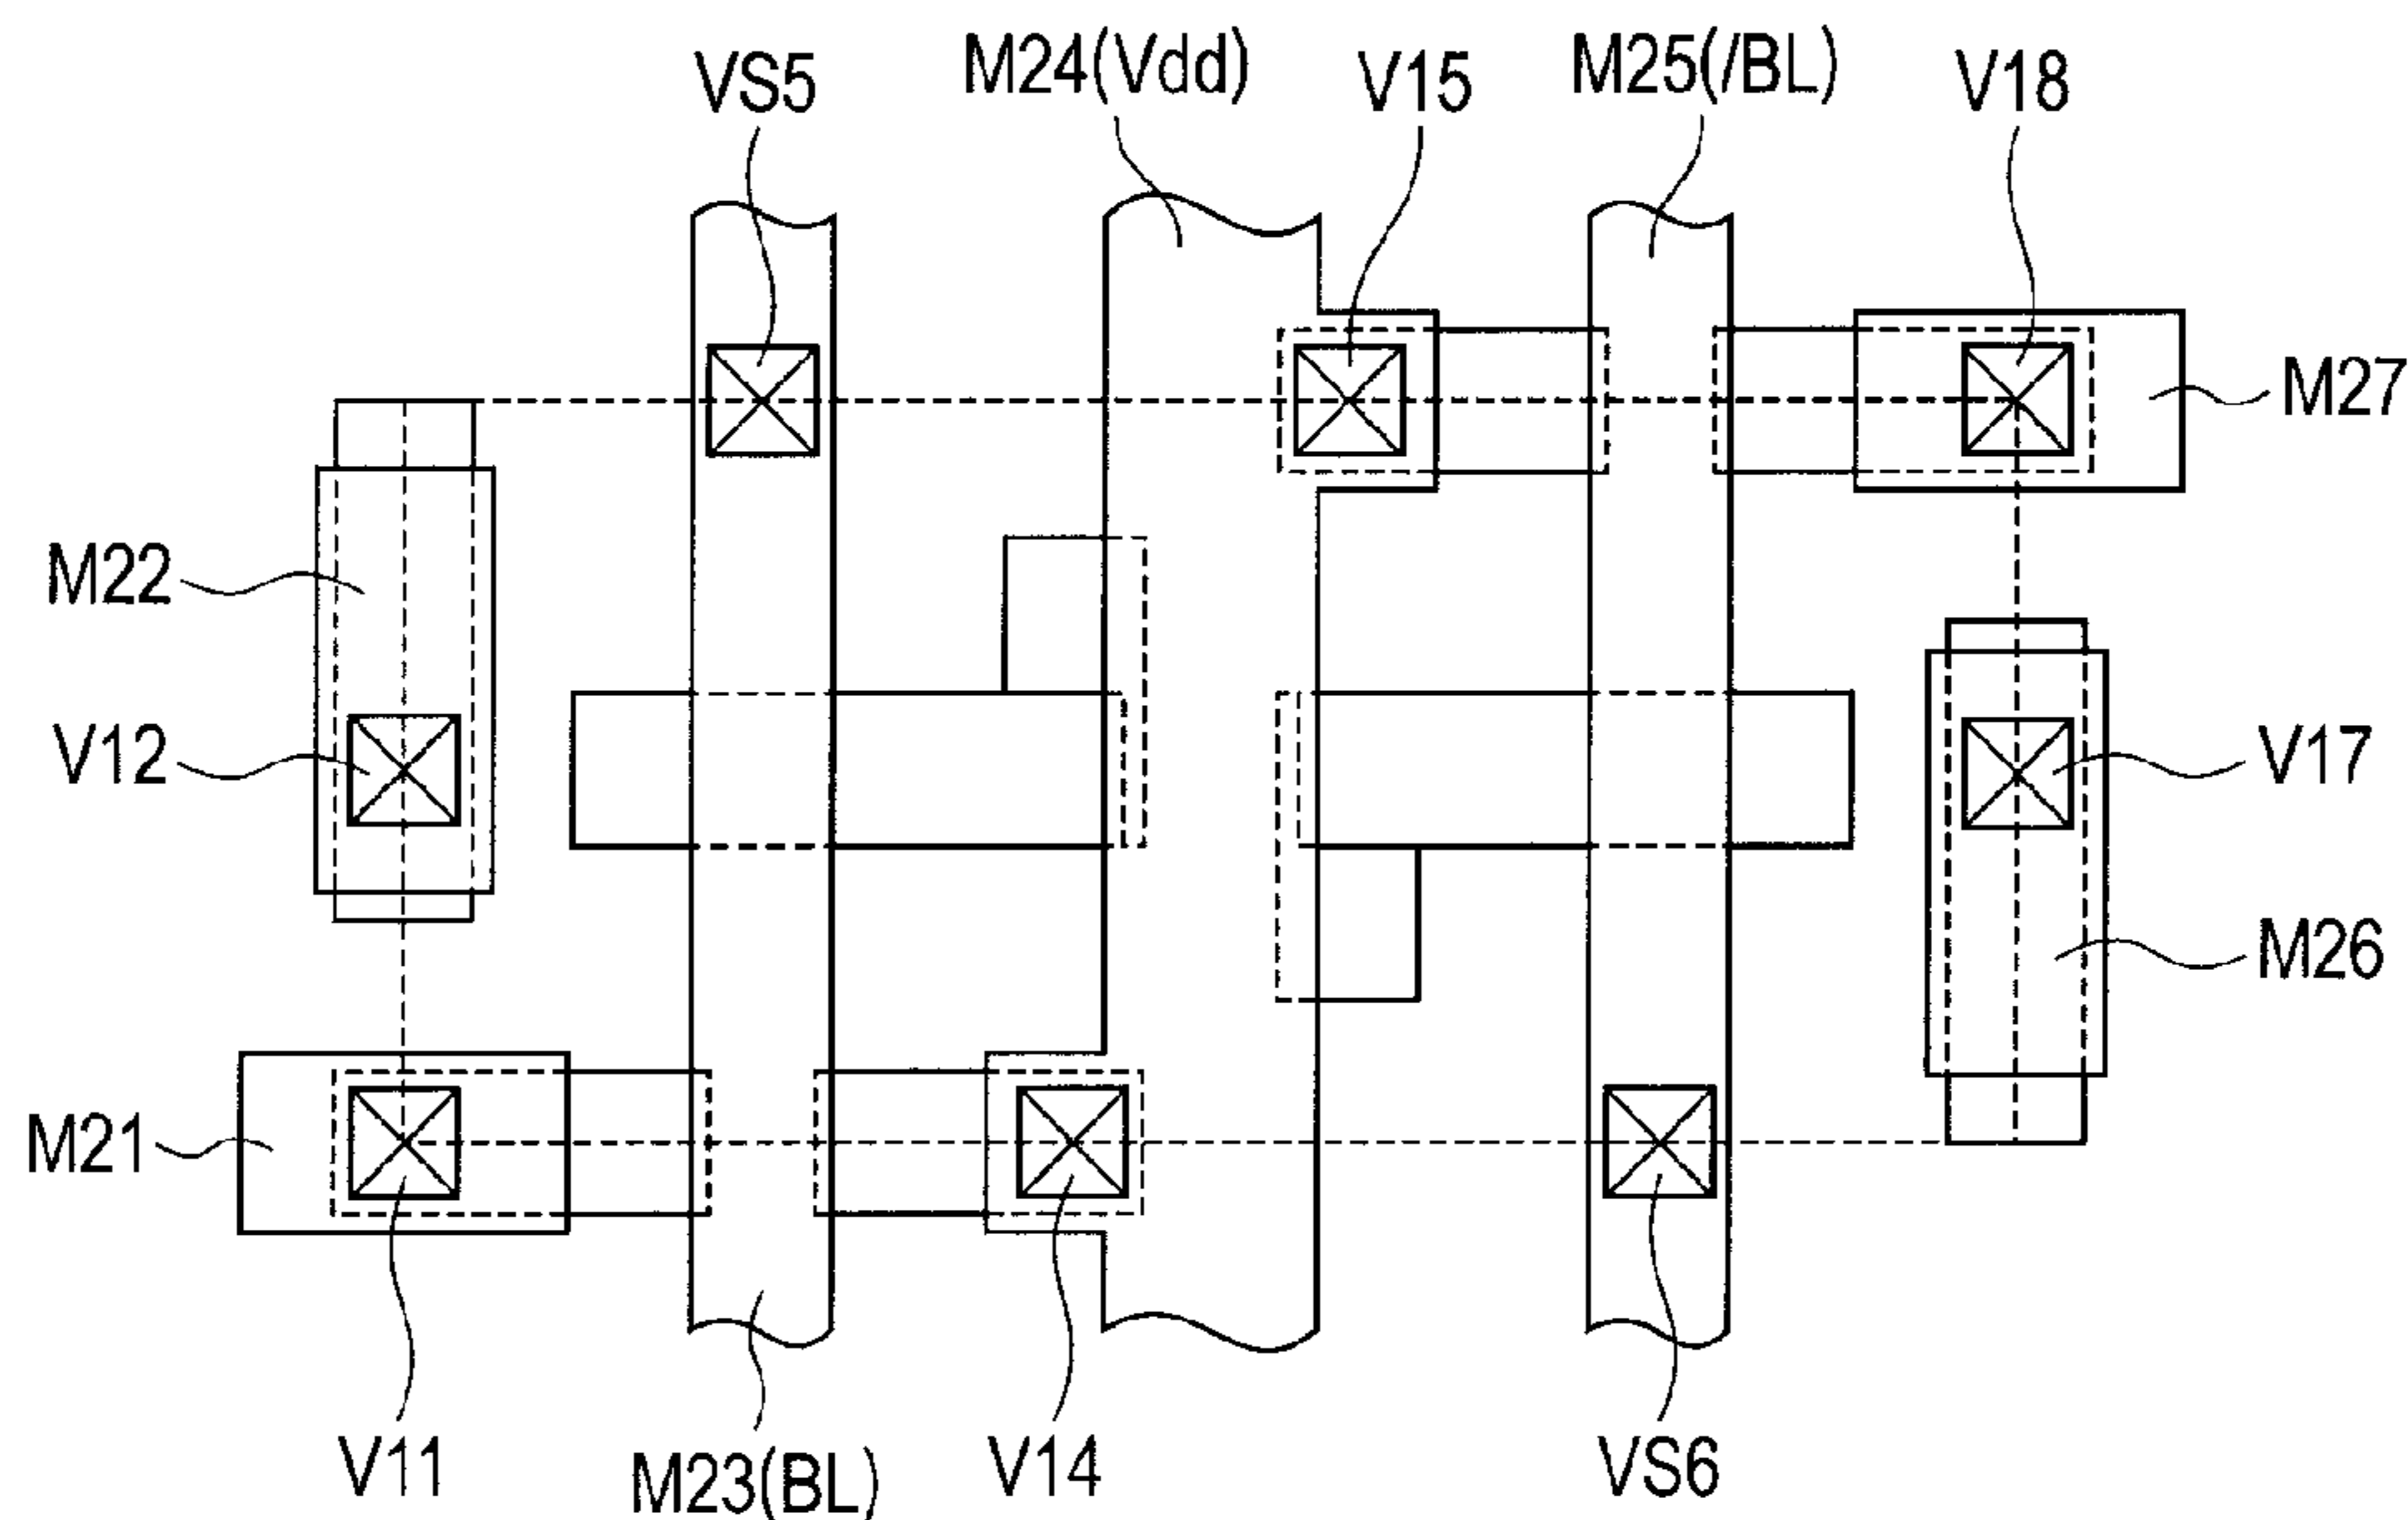 VS5
M24(Vdd)
V15
M25(/BL)
V18
M27
M22
V12
V17
M26
M21
V11
M23(BL)
V14
VS6